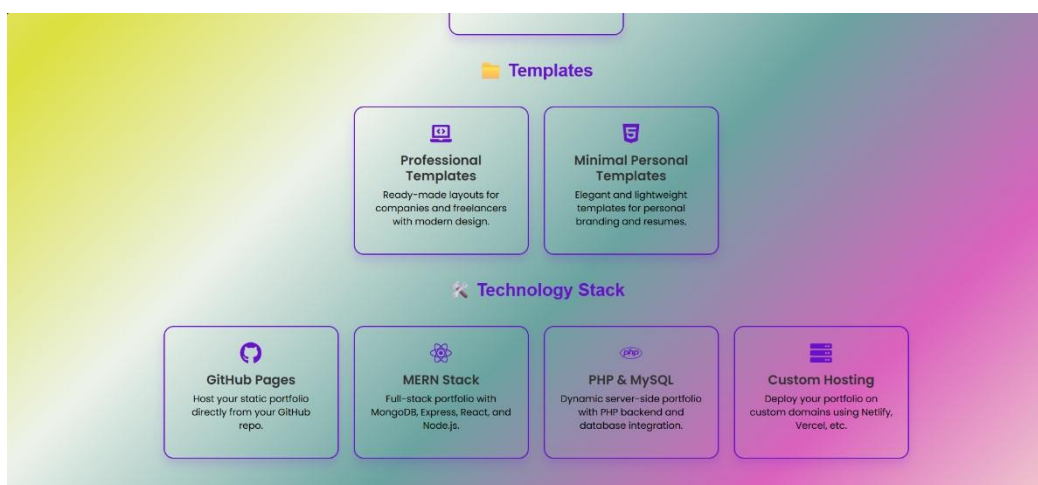 Templates
Professional
Templates
Ready-made layouts for
companies and freelancers
with modern design.
Minimal Personal
Templates
Elegant and lightweight
templates for personal
branding and resumes.
Technology Stack
GitHub Pages
Host your static portfolio
directly from your GitHub
repo.
MERN Stack
Full-stack portfolio with
MongoDB, Express, React, and
Node.js.
php
PHP & MySQL
Dynamic server-side portfolio
with PHP backend and
database integration.
Custom Hosting
Deploy your portfolio on
custom domains using Netlify,
Vercel, etc.